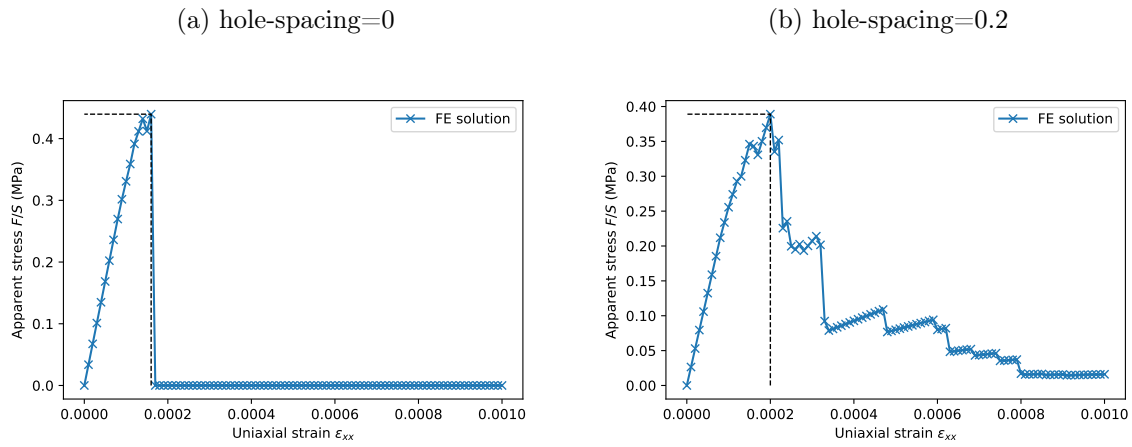 (a) hole-spacing=0
(b) hole-spacing=0.2
Apparent stress F/S (MPa)
0.4
0.3
0.2
0.1
0.0
FE solution
0.0000 0.0002 0.0004 0.0006 0.0008 0.0010
Uniaxial strain εxx
Apparent stress F/S (MPa)
0.40
0.35
0.30
0.25
0.20
0.15
0.10
0.05
0.00
FE solution
0.0000 0.0002 0.0004 0.0006 0.0008 0.0010
Uniaxial strain εxx